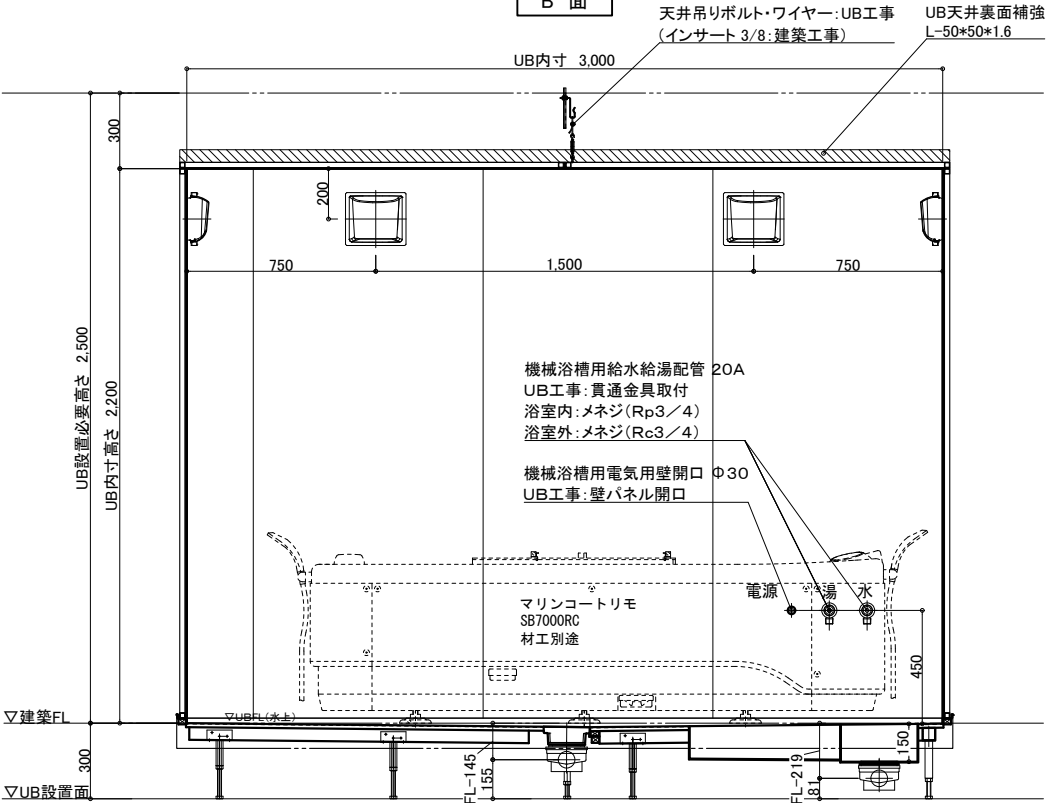 B 面
天井吊りボルト・ワイヤー：UB工事
(インサート 3/8：建築工事)
UB天井裏面補強
L-50*50*1.6
UB内寸 3,000
300
200
750
1,500
750
UB設置必要高さ 2,500
UB内寸高さ 2,200
機械浴槽用給水給湯配管 20A
UB工事：貫通金具取付
浴室内：メネジ(Rp3／4)
浴室外：メネジ(Rc3／4)
機械浴槽用電気用壁開口 Φ30
UB工事：壁パネル開口
電源
湯
水
マリンコートリモ
SB7000RC
材工別途
450
▽建築FL
▽UBFL(水上)
300
FL-145
155
FL-219
81
150
▽UB設置面